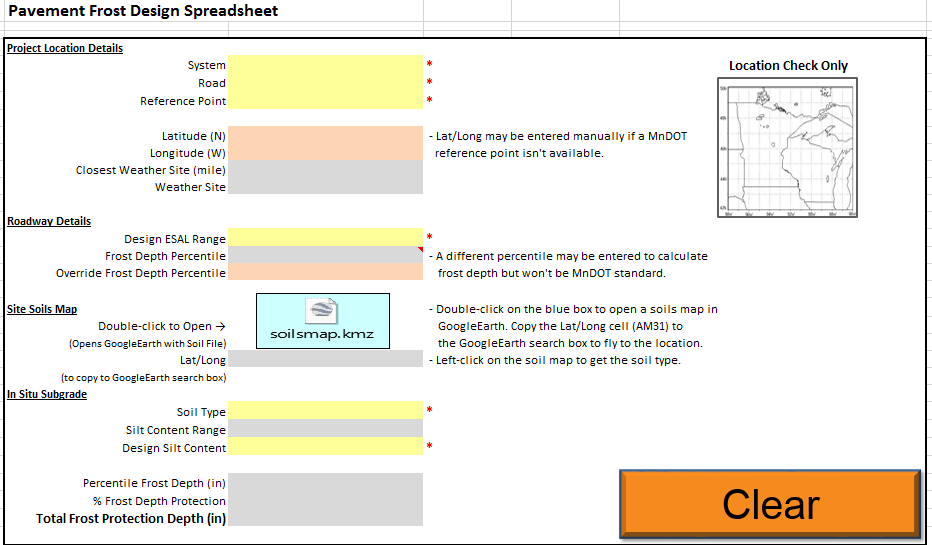 Pavement Frost Design Spreadsheet
Project Location Details
System *
Road *
Reference Point *
Location Check Only
Latitude (N)
Longitude (W)
- Lat/Long may be entered manually if a MnDOT
reference point isn't available.
Closest Weather Site (mile)
Weather Site
Roadway Details
Design ESAL Range *
Frost Depth Percentile
Override Frost Depth Percentile
- A different percentile may be entered to calculate
frost depth but won't be MnDOT standard.
Site Soils Map
Double-click to Open →
(Opens GoogleEarth with Soil File)
soilsmap.kmz
- Double-click on the blue box to open a soils map in
GoogleEarth. Copy the Lat/Long cell (AM31) to
the GoogleEarth search box to fly to the location.
Lat/Long
- Left-click on the soil map to get the soil type.
(to copy to GoogleEarth search box)
In Situ Subgrade
Soil Type *
Silt Content Range
Design Silt Content *
Percentile Frost Depth (in)
% Frost Depth Protection
Total Frost Protection Depth (in)
Clear